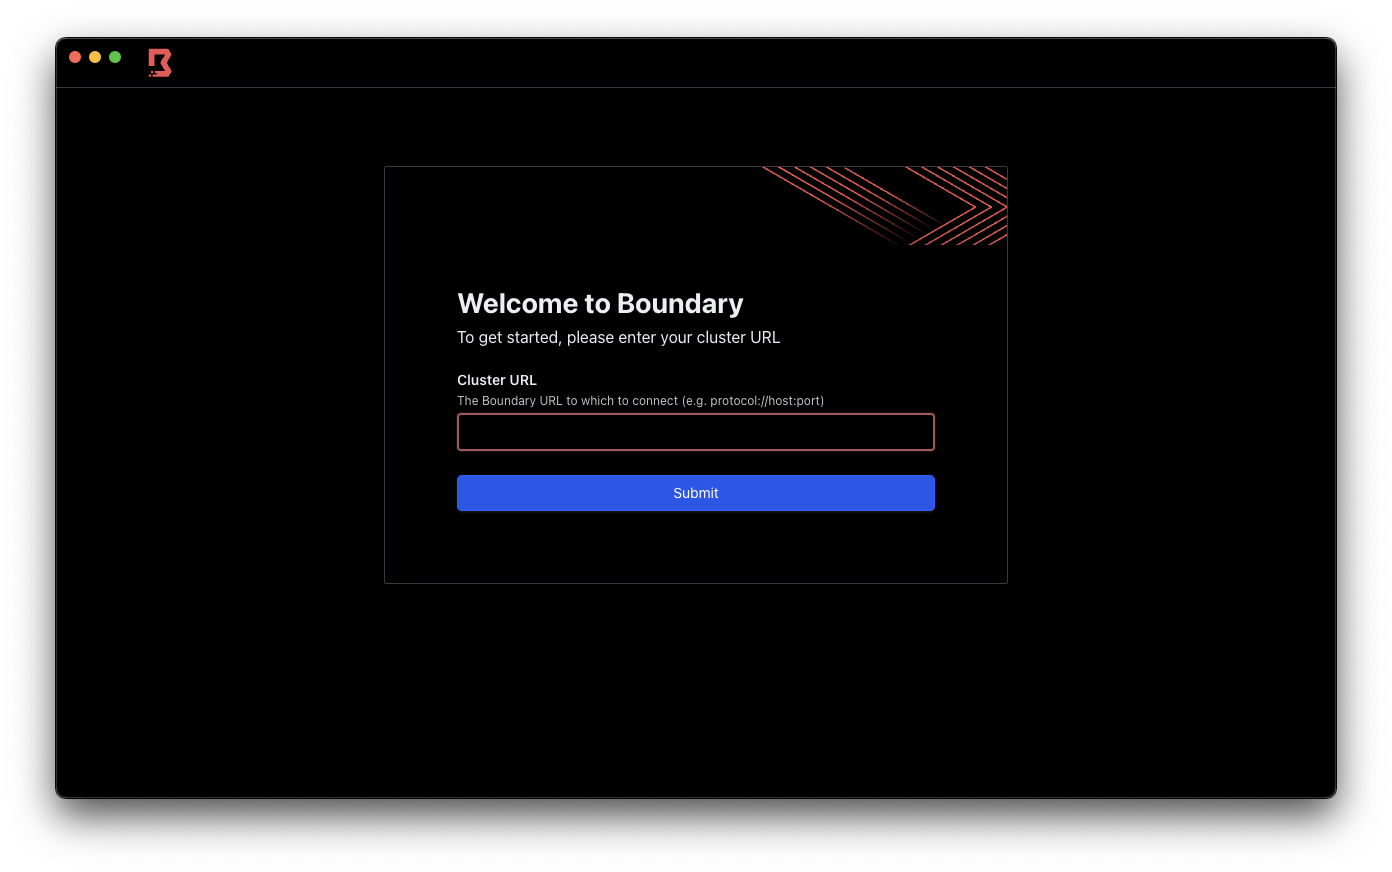 Welcome to Boundary
To get started, please enter your cluster URL
Cluster URL
The Boundary URL to which to connect (e.g. protocol://host:port)
Submit